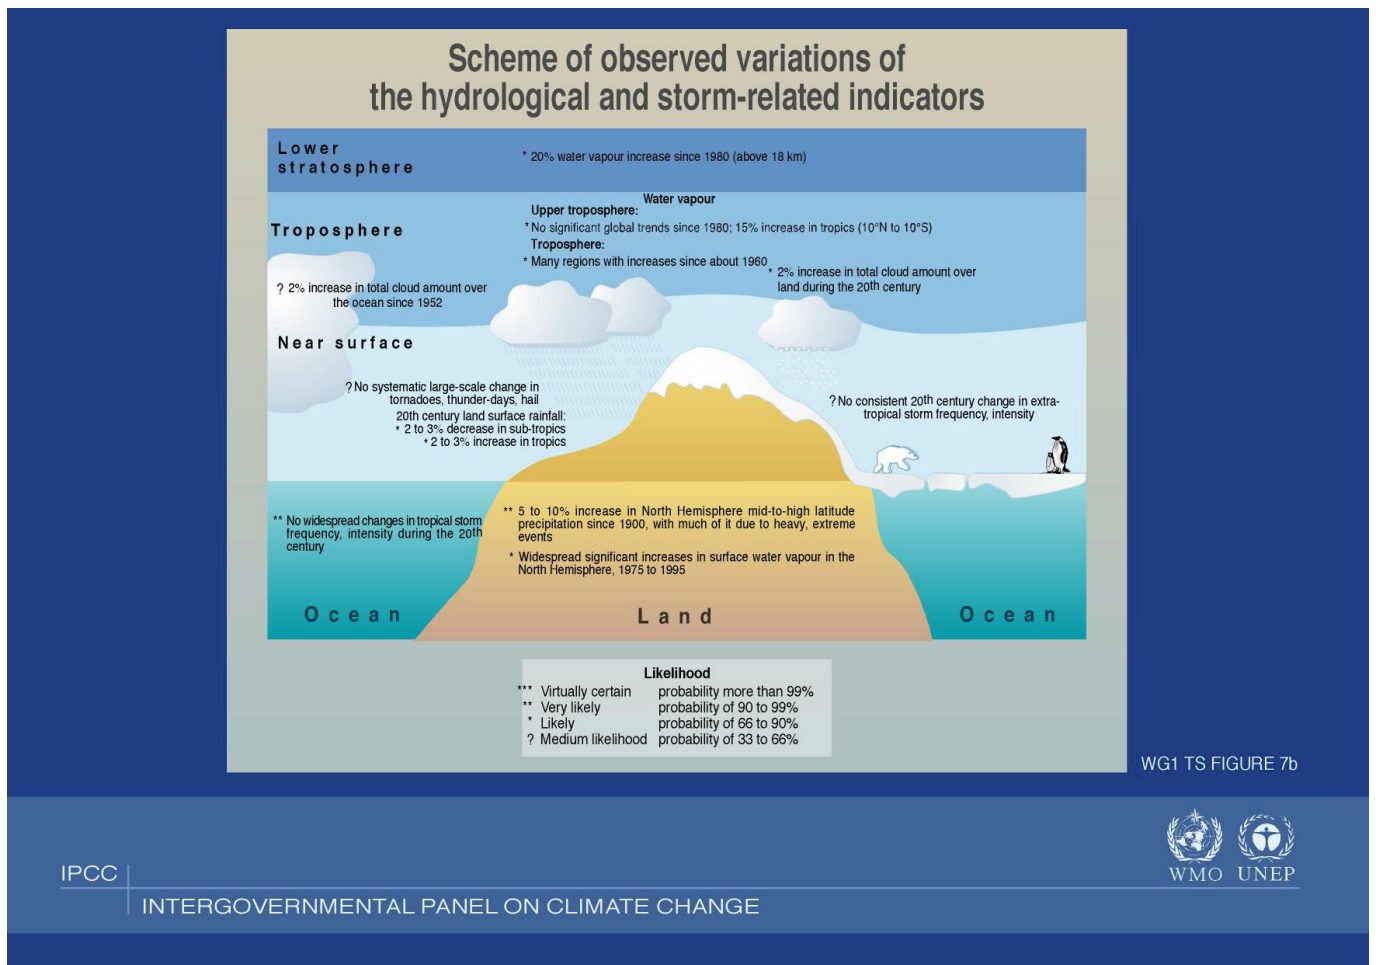 Scheme of observed variations of
the hydrological and storm-related indicators
Lower
stratosphere
* 20% water vapour increase since 1980 (above 18 km)
Water vapour
Upper troposphere:
* No significant global trends since 1980; 15% increase in tropics (10°N to 10°S)
Troposphere
Troposphere:
* Many regions with increases since about 1960
* 2% increase in total cloud amount over
land during the 20th century
? 2% increase in total cloud amount over
the ocean since 1952
Near surface
? No systematic large-scale change in
tornadoes, thunder-days, hail
20th century land surface rainfall:
* 2 to 3% decrease in sub-tropics
* 2 to 3% increase in tropics
? No consistent 20th century change in extra-
tropical storm frequency, intensity
** No widespread changes in tropical storm
frequency, intensity during the 20th
century
** 5 to 10% increase in North Hemisphere mid-to-high latitude
precipitation since 1900, with much of it due to heavy, extreme
events
* Widespread significant increases in surface water vapour in the
North Hemisphere, 1975 to 1995
Ocean
Land
Ocean
Likelihood
*** Virtually certain probability more than 99%
** Very likely probability of 90 to 99%
* Likely probability of 66 to 90%
? Medium likelihood probability of 33 to 66%
WG1 TS FIGURE 7b
WMO UNEP
IPCC
INTERGOVERNMENTAL PANEL ON CLIMATE CHANGE